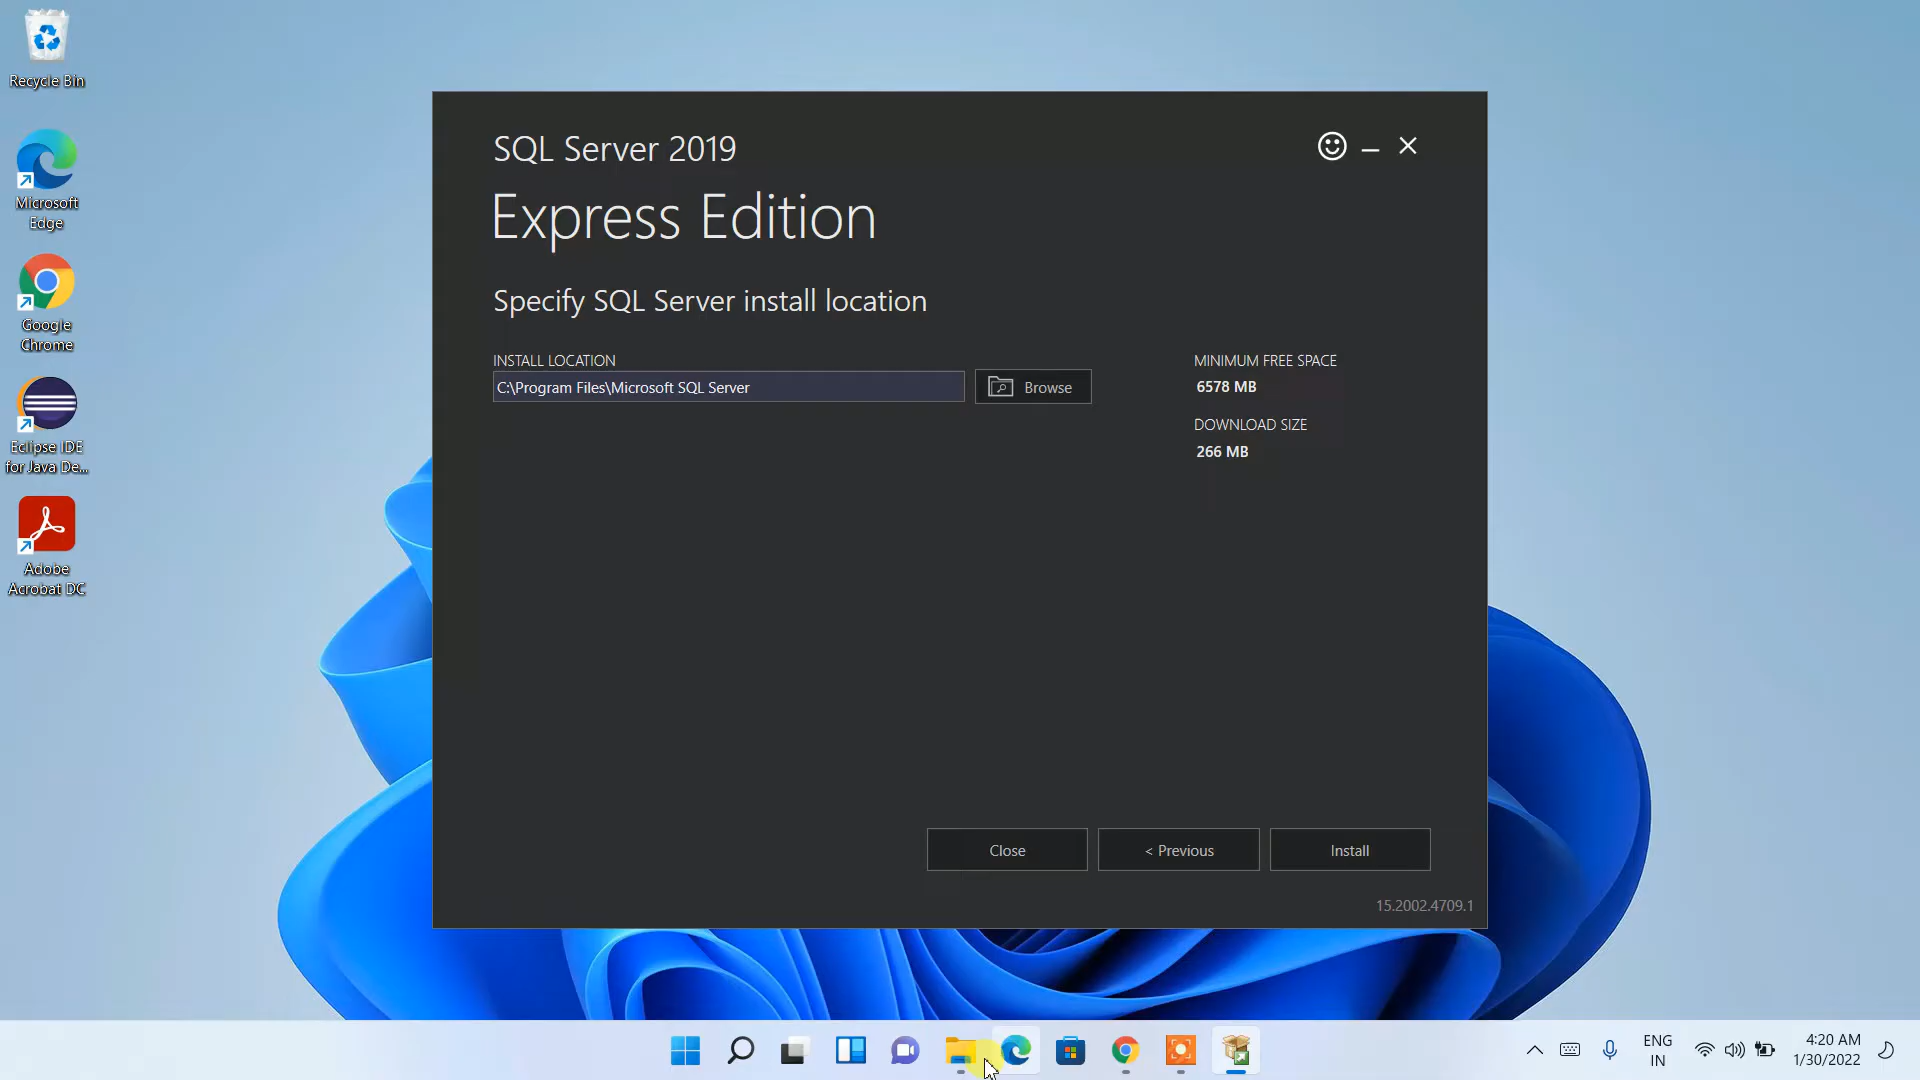 Recycle Bin
Microsoft
Edge
Google
Chrome
Eclipse IDE
for Java De...
Adobe
Acrobat DC
SQL Server 2019
Express Edition
Specify SQL Server install location
INSTALL LOCATION
C:\Program Files\Microsoft SQL Server
Browse
MINIMUM FREE SPACE
6578 MB
DOWNLOAD SIZE
266 MB
Close
< Previous
Install
15.2002.4709.1
ENG
IN
4:20 AM
1/30/2022